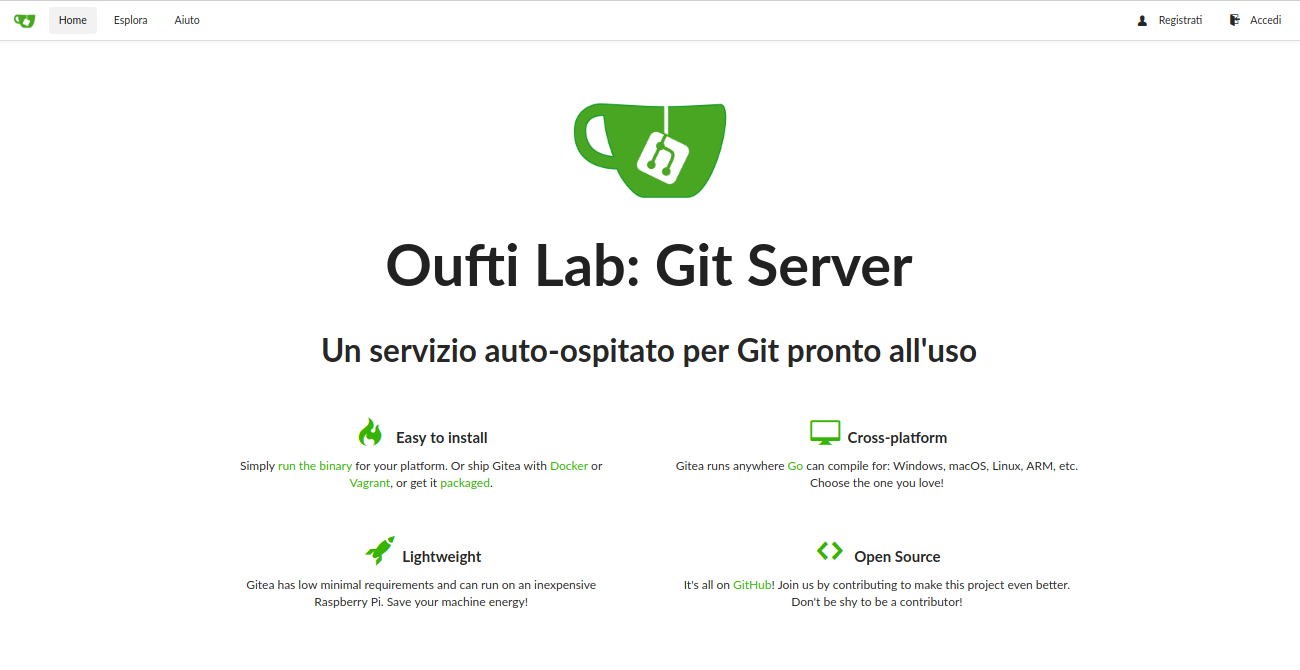 Home Esplora Aiuto Registrati Accedi
Oufti Lab: Git Server
Un servizio auto-ospitato per Git pronto all'uso
Easy to install
Simply run the binary for your platform. Or ship Gitea with Docker or
Vagrant, or get it packaged.
Cross-platform
Gitea runs anywhere Go can compile for: Windows, macOS, Linux, ARM, etc.
Choose the one you love!
Lightweight
Gitea has low minimal requirements and can run on an inexpensive
Raspberry Pi. Save your machine energy!
Open Source
It's all on GitHub! Join us by contributing to make this project even better.
Don't be shy to be a contributor!